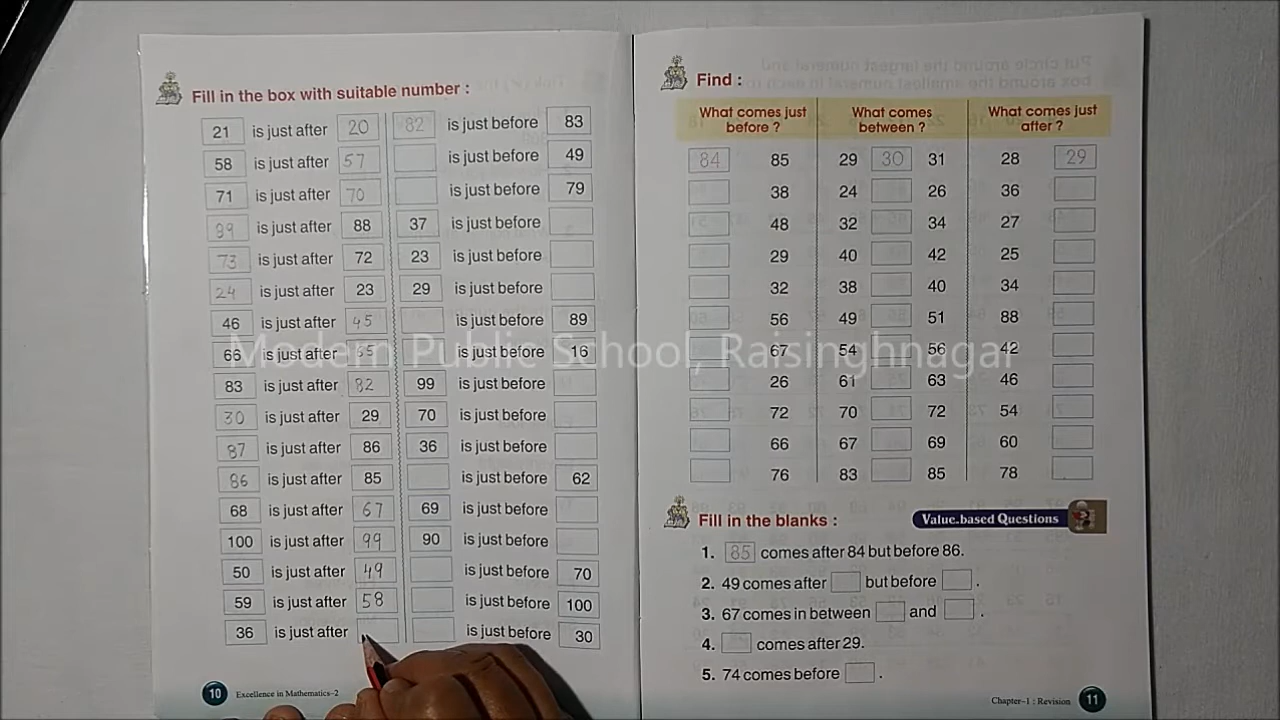 Fill in the box with suitable number :
21 is just after 20 82 is just before 83
58 is just after 57 is just before 49
71 is just after 70 is just before 79
89 is just after 88 37 is just before
73 is just after 72 23 is just before
24 is just after 23 29 is just before
46 is just after 45 is just before 89
66 is just after 65 is just before 16
83 is just after 82 99 is just before
30 is just after 29 70 is just before
87 is just after 86 36 is just before
86 is just after 85 is just before 62
68 is just after 67 69 is just before
100 is just after 99 90 is just before
50 is just after 49 is just before 70
59 is just after 58 is just before 100
36 is just after is just before 30
10 Excellence in Mathematics-2
Find :
What comes just before ? What comes between ? What comes just after ?
84 85 29 30 31 28 29
38 24 26 36
48 32 34 27
29 40 42 25
32 38 40 34
56 49 51 88
67 54 56 42
26 61 63 46
72 70 72 54
66 67 69 60
76 83 85 78
Fill in the blanks :
Value-based Questions
1. 85 comes after 84 but before 86.
2. 49 comes after but before .
3. 67 comes in between and .
4. comes after 29.
5. 74 comes before .
Chapter-1 : Revision 11
Modern Public School, Raisinghnagar